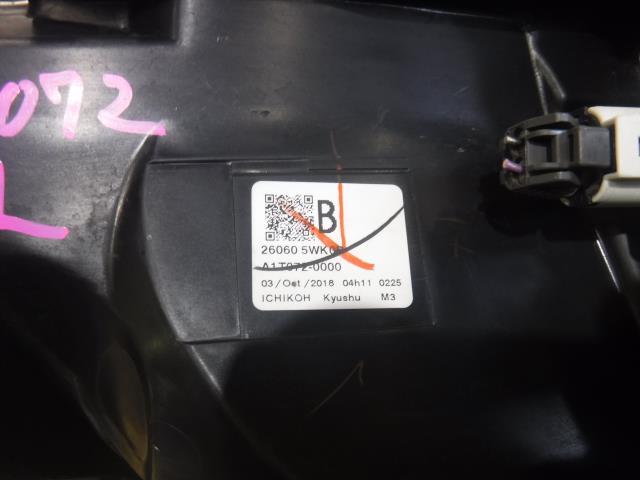 072
L
B
26060 5WK0
A1T072-0000
03/Oct/2018 04h11 0225
ICHIKOH Kyushu M3